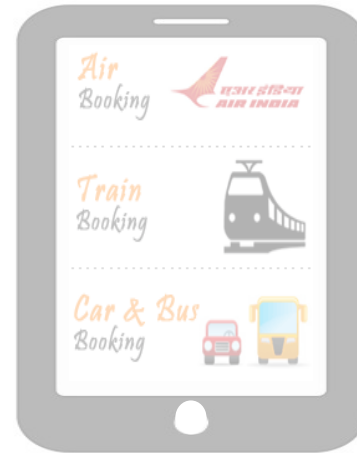 Air
Booking
एअर इंडिया
AIR INDIA
Train
Booking
Car & Bus
Booking